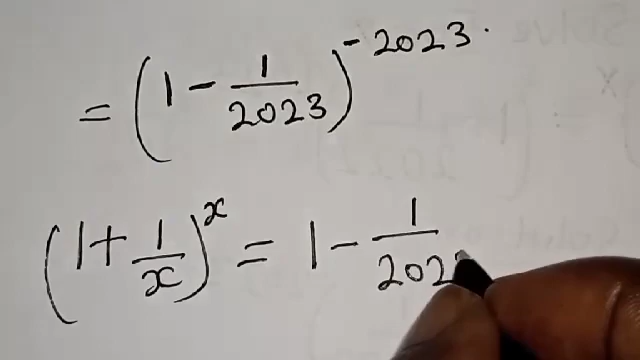 = (1 - 1/2023)^-2023.
(1 + 1/x)^x = 1 - 1/202